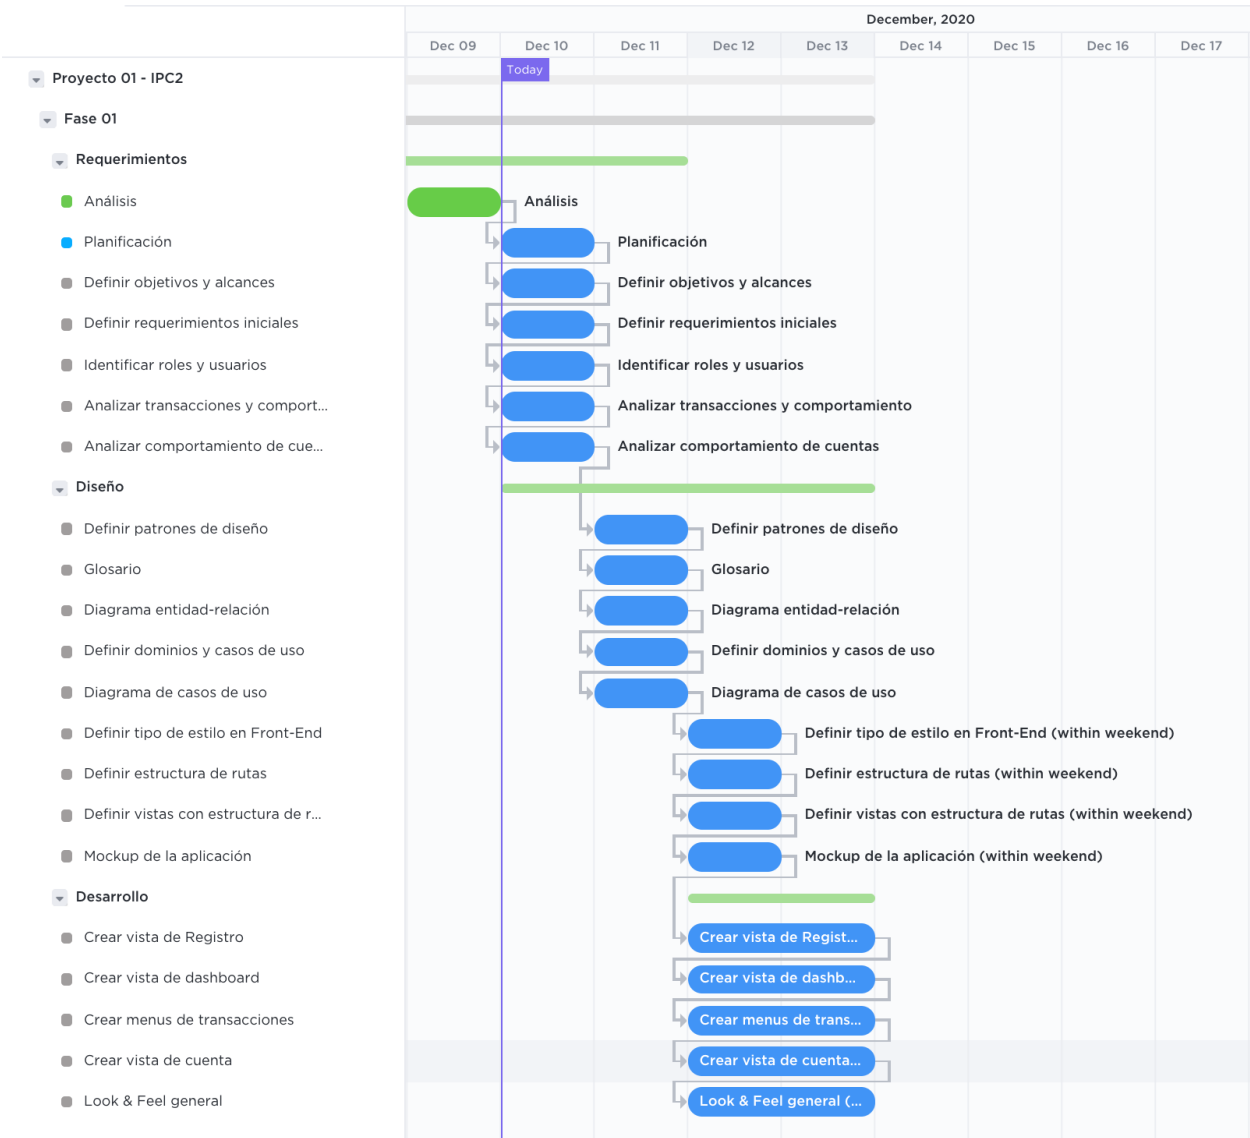 December, 2020
Dec 09 Dec 10 Dec 11 Dec 12 Dec 13 Dec 14 Dec 15 Dec 16 Dec 17
Today
Proyecto 01 - IPC2
Fase 01
Requerimientos
Análisis Análisis
Planificación Planificación
Definir objetivos y alcances Definir objetivos y alcances
Definir requerimientos iniciales Definir requerimientos iniciales
Identificar roles y usuarios Identificar roles y usuarios
Analizar transacciones y comport... Analizar transacciones y comportamiento
Analizar comportamiento de cue... Analizar comportamiento de cuentas
Diseño
Definir patrones de diseño Definir patrones de diseño
Glosario Glosario
Diagrama entidad-relación Diagrama entidad-relación
Definir dominios y casos de uso Definir dominios y casos de uso
Diagrama de casos de uso Diagrama de casos de uso
Definir tipo de estilo en Front-End Definir tipo de estilo en Front-End (within weekend)
Definir estructura de rutas Definir estructura de rutas (within weekend)
Definir vistas con estructura de r... Definir vistas con estructura de rutas (within weekend)
Mockup de la aplicación Mockup de la aplicación (within weekend)
Desarrollo
Crear vista de Registro Crear vista de Regist...
Crear vista de dashboard Crear vista de dashb...
Crear menus de transacciones Crear menus de trans...
Crear vista de cuenta Crear vista de cuenta...
Look & Feel general Look & Feel general (...